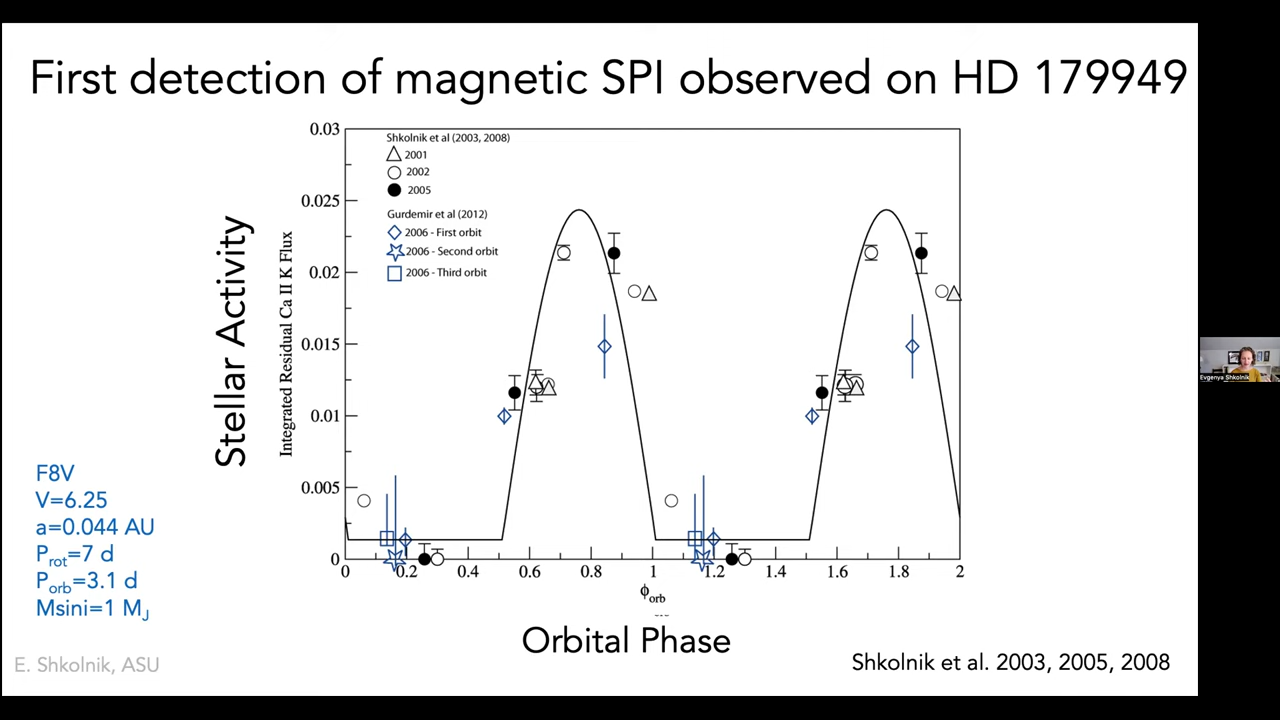 First detection of magnetic SPI observed on HD 179949
Stellar Activity
Integrated Residual Ca II K Flux
0.03
0.025
0.02
0.015
0.01
0.005
0
Shkolnik et al (2003, 2008)
2001
2002
2005
Gurdemir et al (2012)
2006 - First orbit
2006 - Second orbit
2006 - Third orbit
0 0.2 0.4 0.6 0.8 1 1.2 1.4 1.6 1.8 2
ϕorb
Orbital Phase
F8V
V=6.25
a=0.044 AU
Prot=7 d
Porb=3.1 d
Msini=1 MJ
E. Shkolnik, ASU
Shkolnik et al. 2003, 2005, 2008
Evgenya Shkolnik